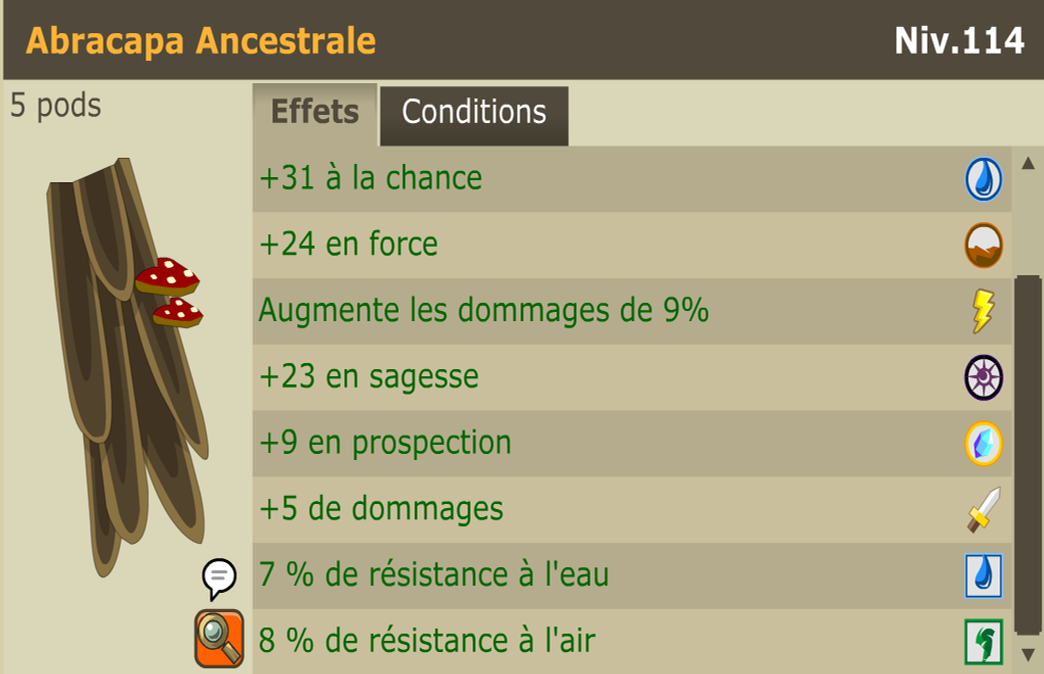 Abracapa Ancestrale
Niv.114
5 pods
Effets
Conditions
+31 à la chance
+24 en force
Augmente les dommages de 9%
+23 en sagesse
+9 en prospection
+5 de dommages
7 % de résistance à l'eau
8 % de résistance à l'air